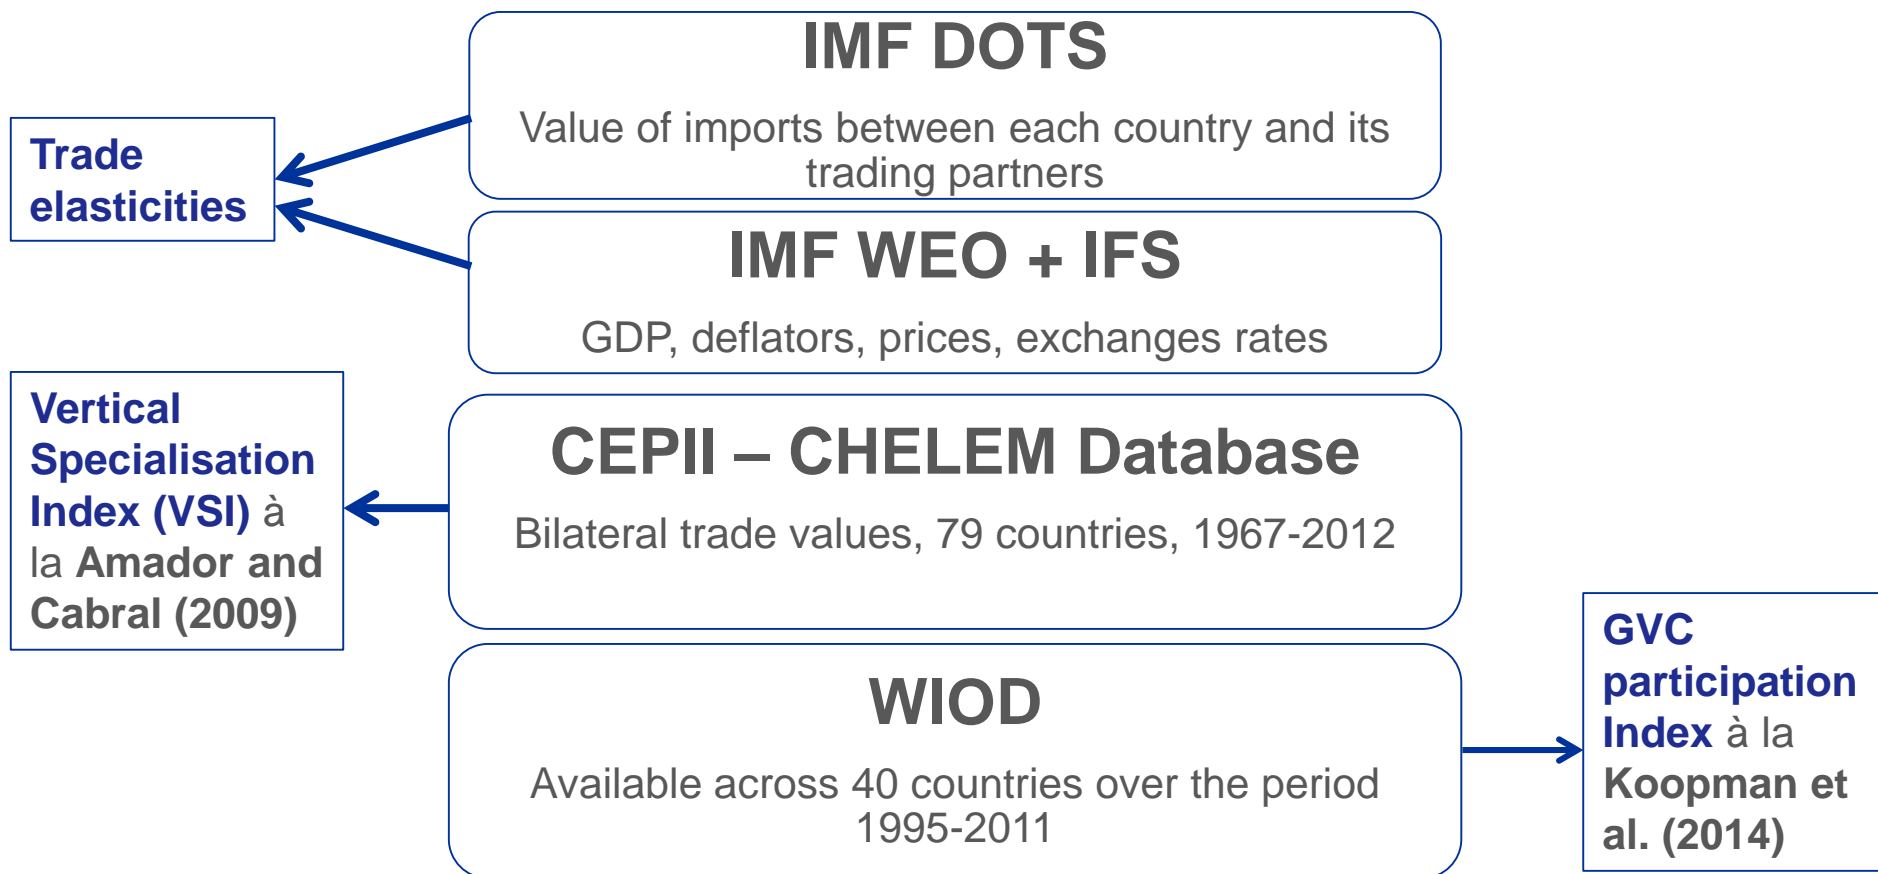 IMF DOTS
Value of imports between each country and its
trading partners
Trade
elasticities
IMF WEO + IFS
GDP, deflators, prices, exchanges rates
Vertical
Specialisation
Index (VSI) à
la Amador and
Cabral (2009)
CEPII – CHELEM Database
Bilateral trade values, 79 countries, 1967-2012
WIOD
Available across 40 countries over the period
1995-2011
GVC
participation
Index à la
Koopman et
al. (2014)